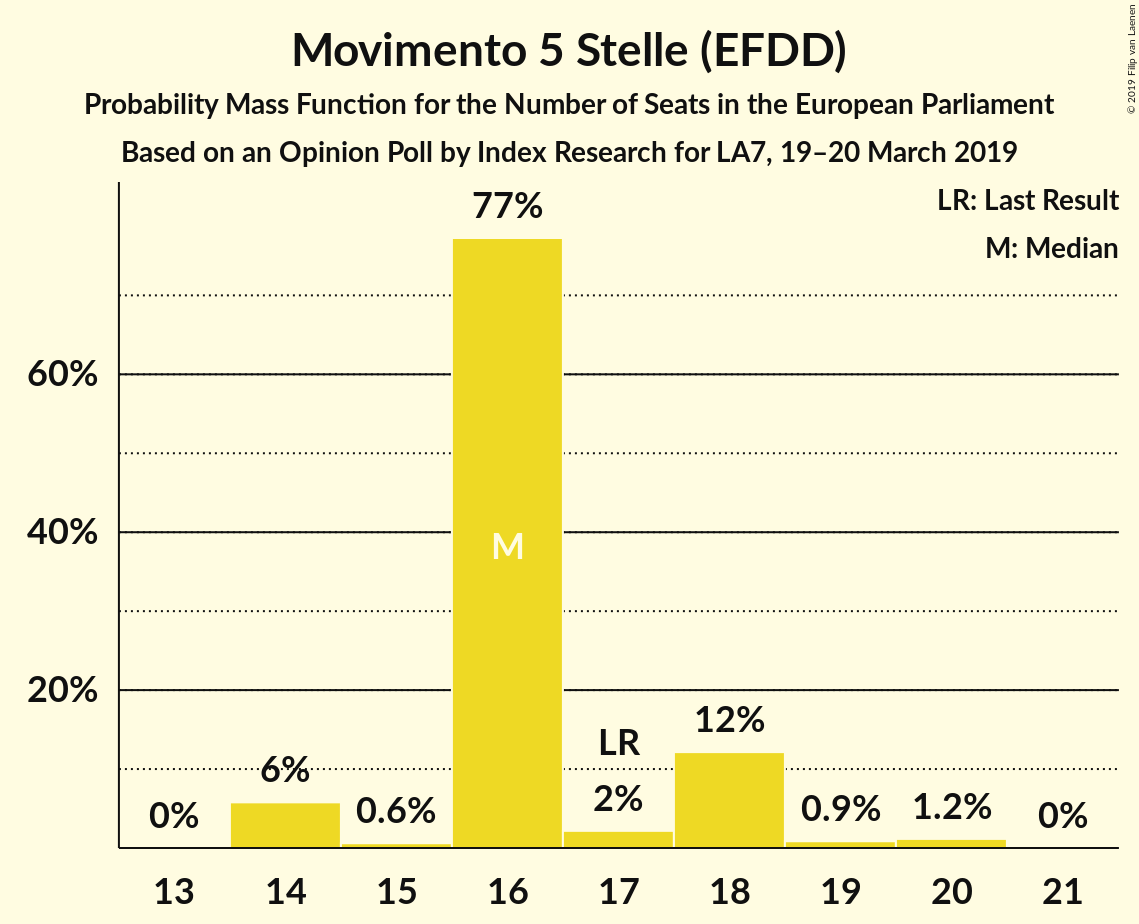 Movimento 5 Stelle (EFDD)
Probability Mass Function for the Number of Seats in the European Parliament
Based on an Opinion Poll by Index Research for LA7, 19–20 March 2019
© 2019 Filip van Laenen
LR: Last Result
M: Median
77%
60%
40%
M
20%
12%
LR
6%
2%
0%
0.6%
0.9%
1.2%
0%
13 14 15 16 17 18 19 20 21